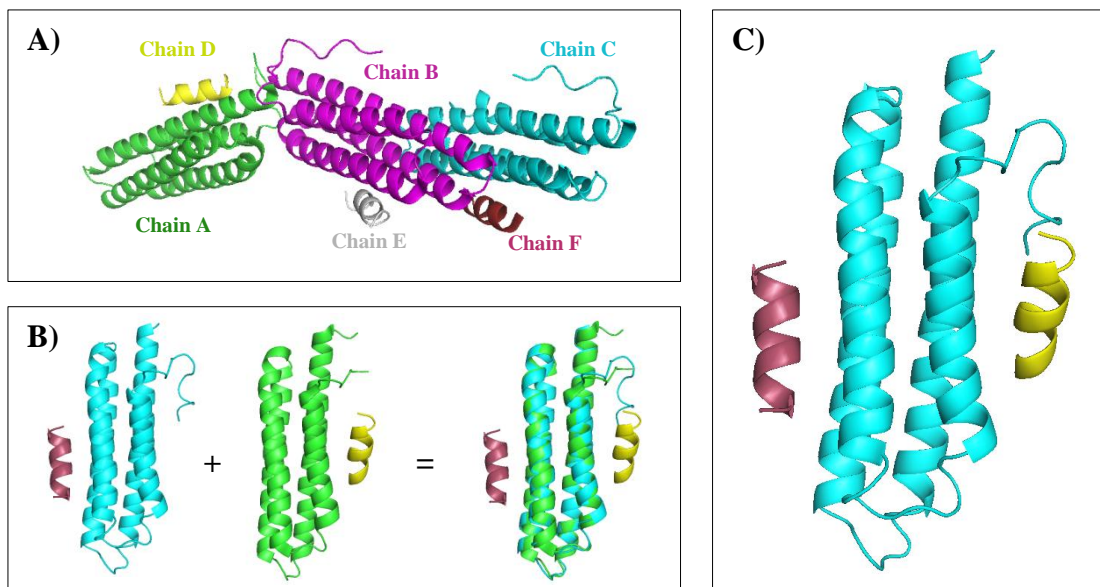 A)
Chain D
Chain B
Chain C
Chain A
Chain E
Chain F
B)
+
=
C)